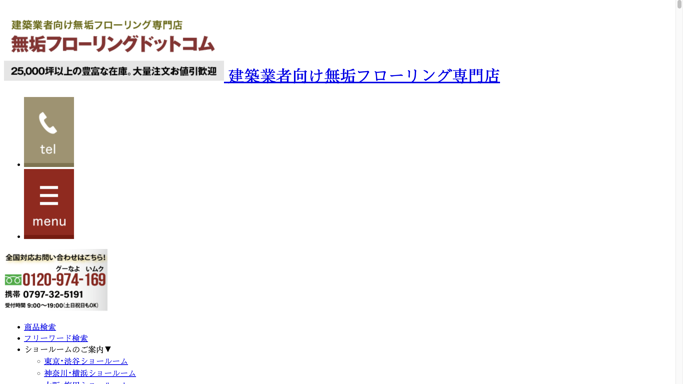 建築業者向け無垢フローリング専門店
無垢フローリングドットコム
25,000坪以上の豊富な在庫。大量注文お値引歓迎 建築業者向け無垢フローリング専門店
tel
menu
全国対応お問い合わせはこちら!
グーなよ いムク
0120-974-169
携帯 0797-32-5191
受付時間 9:00〜19:00(土日祝日もOK)
商品検索
フリーワード検索
ショールームのご案内▼
東京・渋谷ショールーム
神奈川・横浜ショールーム